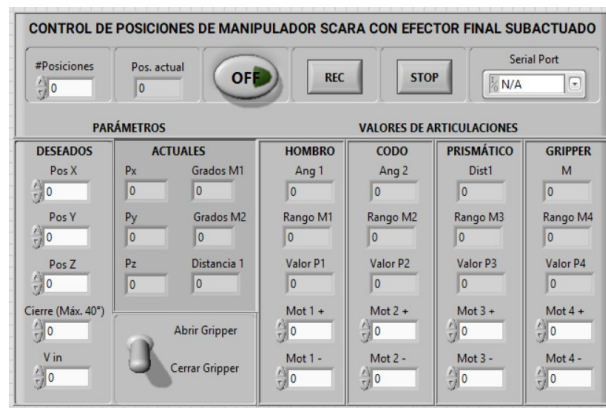 CONTROL DE POSICIONES DE MANIPULADOR SCARA CON EFECTOR FINAL SUBACTUADO
#Posiciones
0
Pos. actual
0
OFF
REC
STOP
Serial Port
N/A
PARÁMETROS
VALORES DE ARTICULACIONES
DESEADOS
Pos X
0
Pos Y
0
Pos Z
0
Cierre (Máx. 40°)
0
V in
0
ACTUALES
Px Grados M1
0 0
Py Grados M2
0 0
Pz Distancia 1
0 0
Abrir Gripper
Cerrar Gripper
HOMBRO
Ang 1
0
Rango M1
0
Valor P1
0
Mot 1 +
0
Mot 1 -
0
CODO
Ang 2
0
Rango M2
0
Valor P2
0
Mot 2 +
0
Mot 2 -
0
PRISMÁTICO
Dist1
0
Rango M3
0
Valor P3
0
Mot 3 +
0
Mot 3 -
0
GRIPPER
M
0
Rango M4
0
Valor P4
0
Mot 4 +
0
Mot 4 -
0